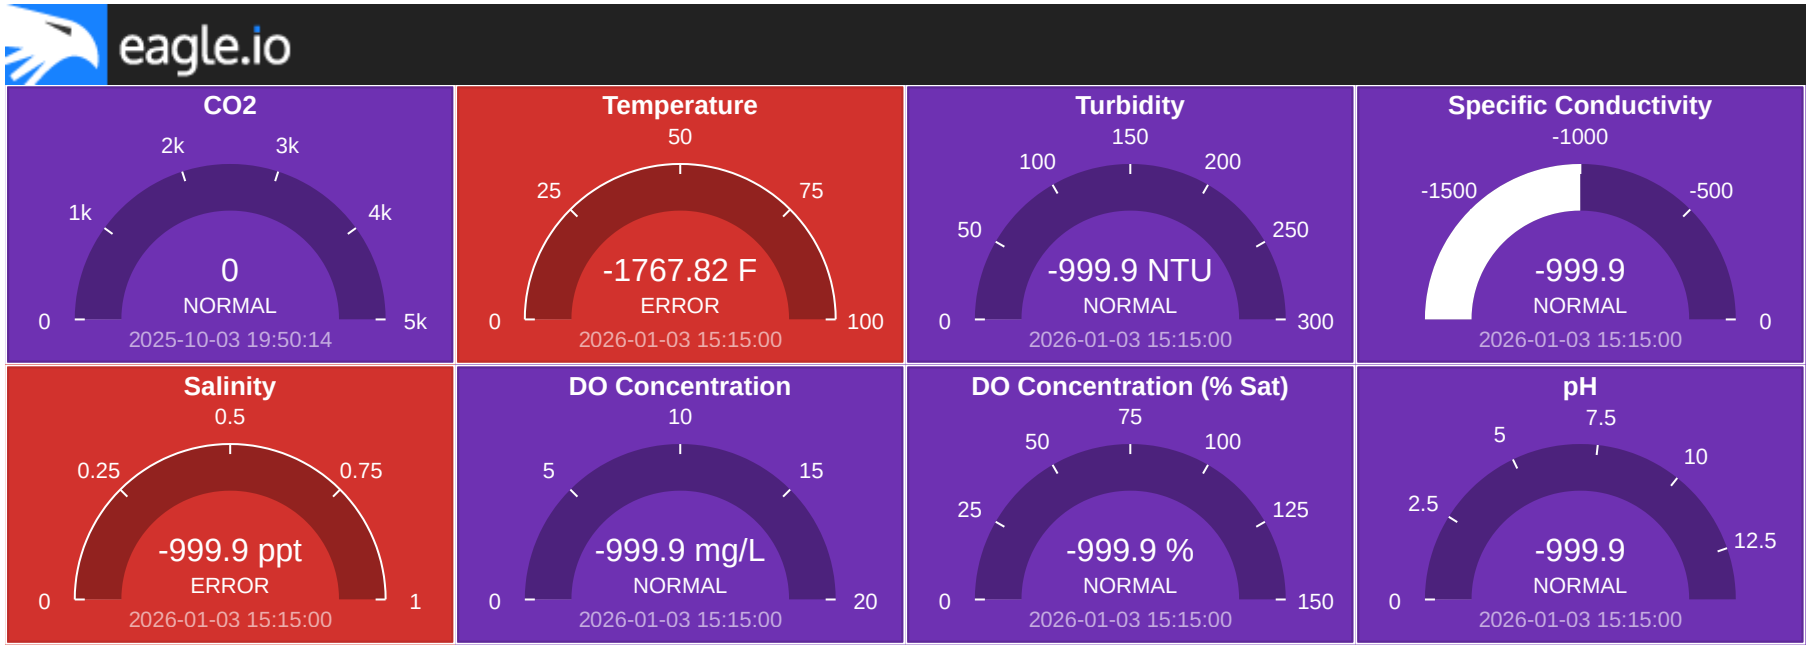 eagle.io
CO2
2k 3k
1k 4k
0
NORMAL
0 5k
2025-10-03 19:50:14
Temperature
50
25 75
-1767.82 F
ERROR
0 100
2026-01-03 15:15:00
Turbidity
150
100 200
50 250
-999.9 NTU
NORMAL
0 300
2026-01-03 15:15:00
Specific Conductivity
-1000
-1500 -500
-999.9
NORMAL
0
2026-01-03 15:15:00
Salinity
0.5
0.25 0.75
-999.9 ppt
ERROR
0 1
2026-01-03 15:15:00
DO Concentration
10
5 15
-999.9 mg/L
NORMAL
0 20
2026-01-03 15:15:00
DO Concentration (% Sat)
75
50 100
25 125
-999.9 %
NORMAL
0 150
2026-01-03 15:15:00
pH
7.5
5 10
2.5 12.5
-999.9
NORMAL
0
2026-01-03 15:15:00